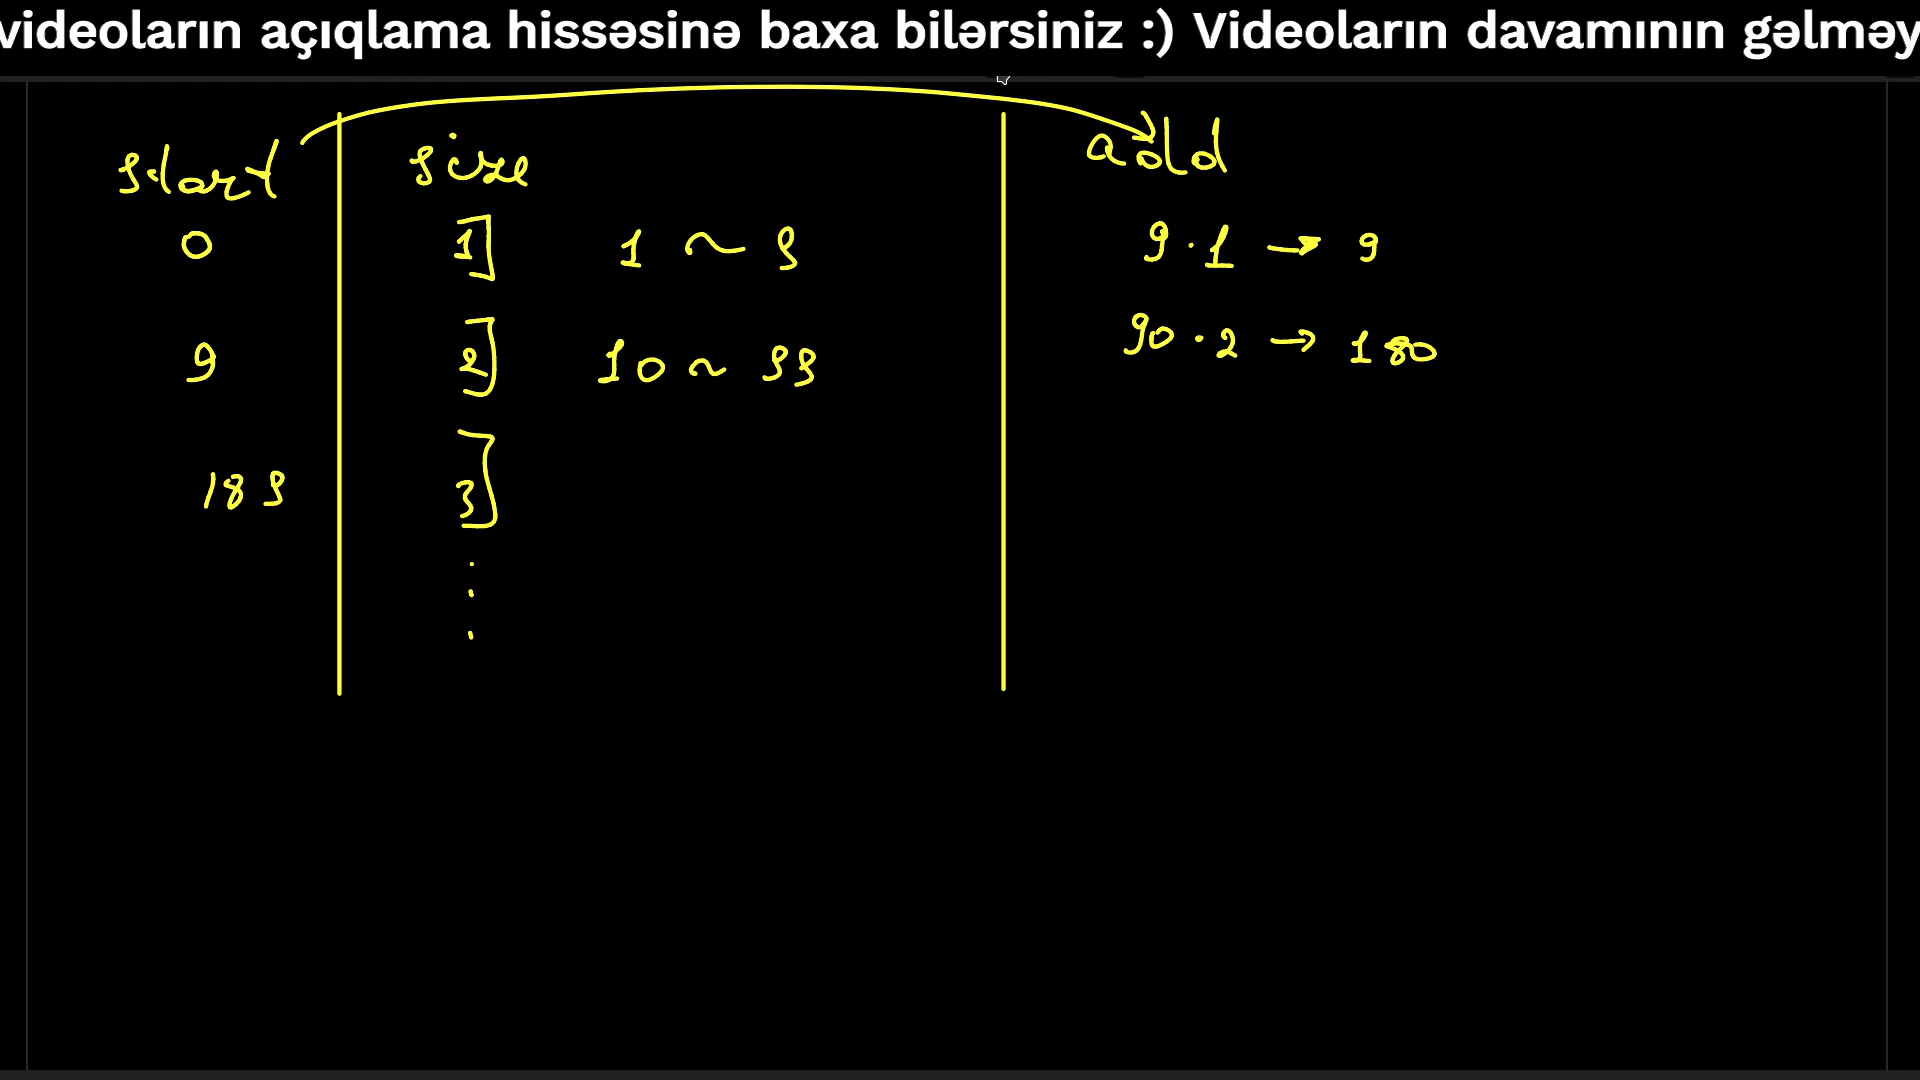 videoların açıqlama hissəsinə baxa bilərsiniz :) Videoların davamının gəlməy
start size add
0 1] 1 ~ 9 9 · 1 → 9
9 2] 10 ~ 99 90 · 2 → 180
189 3]